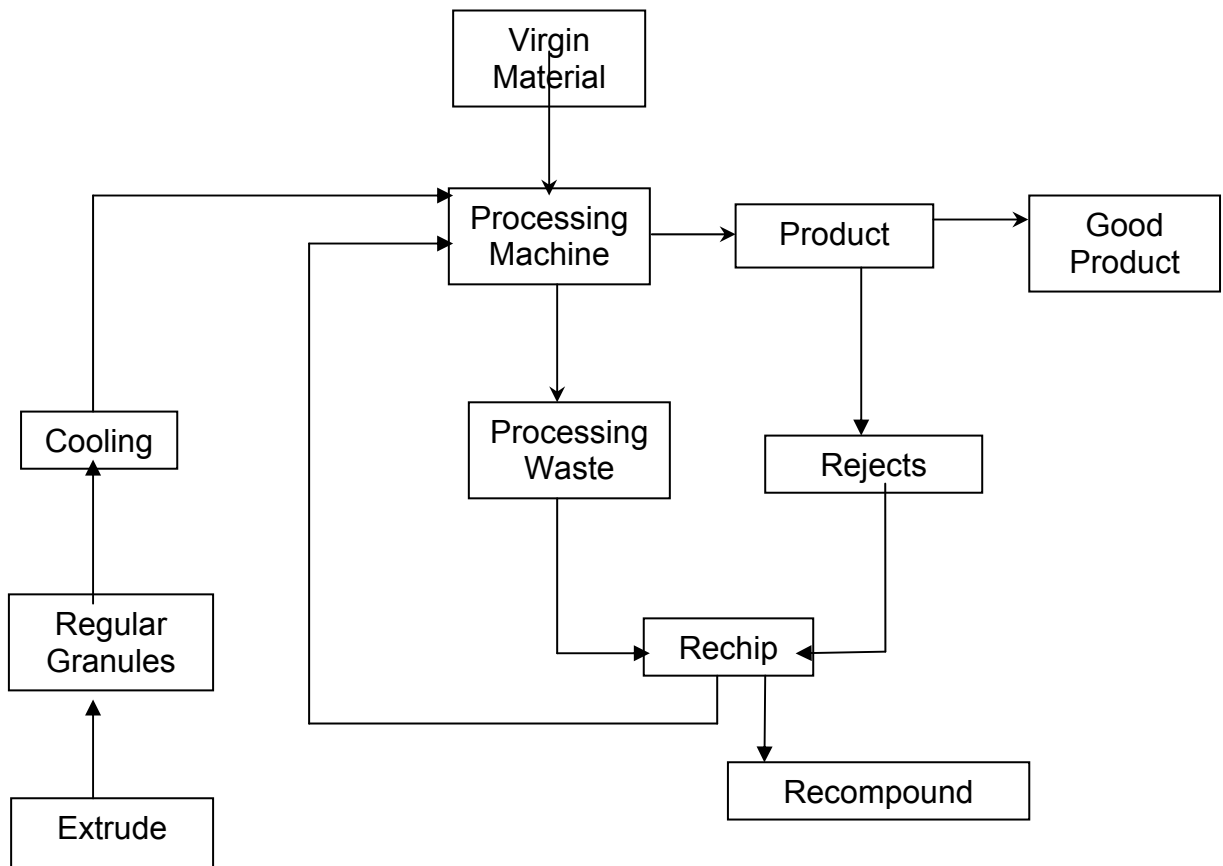 Virgin
Material
Processing
Machine
Product
Good
Product
Cooling
Processing
Waste
Rejects
Regular
Granules
Rechip
Recompound
Extrude